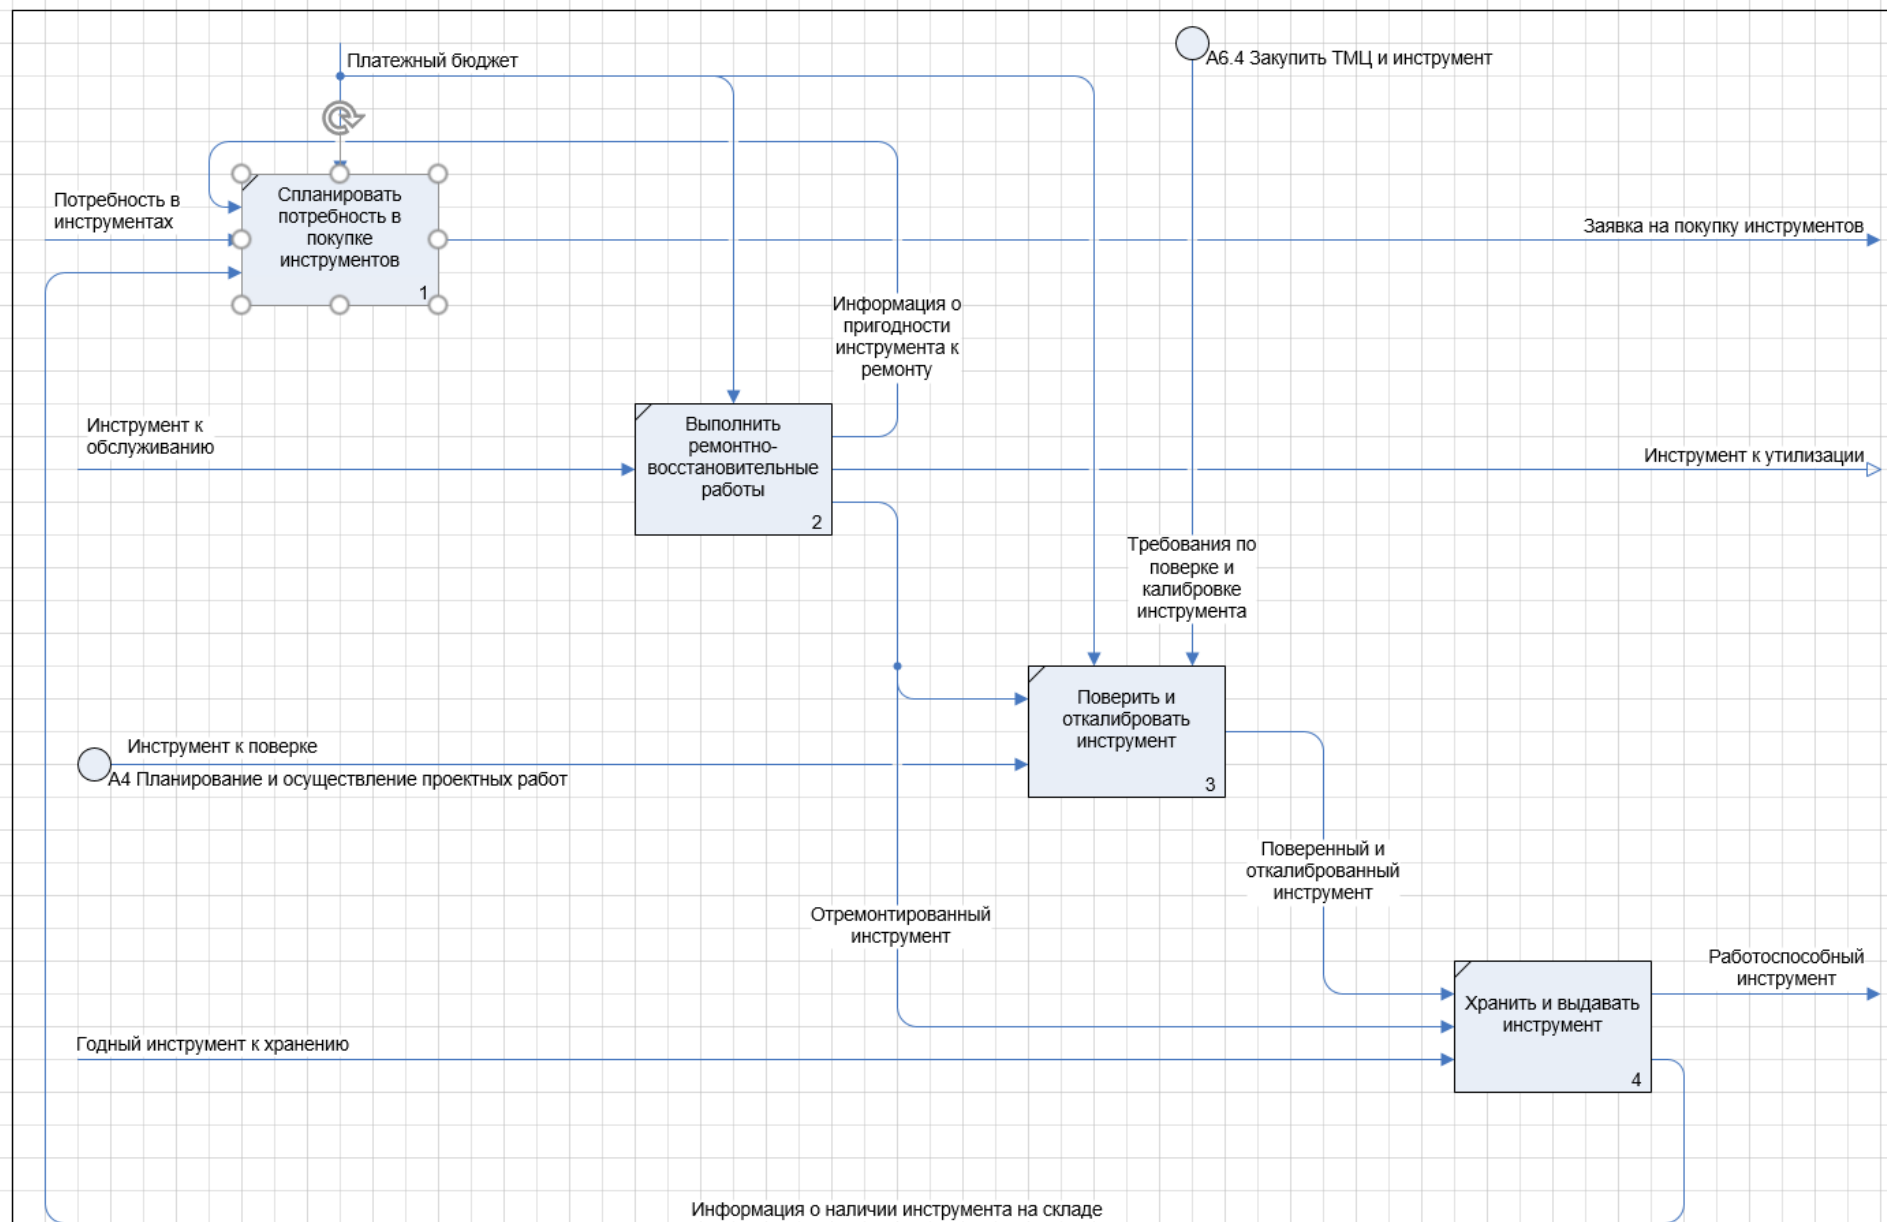 Платежный бюджет
А6.4 Закупить ТМЦ и инструмент
Потребность в
инструментах
Спланировать
потребность в
покупке
инструментов
1
Заявка на покупку инструментов
Информация о
пригодности
инструмента к
ремонту
Инструмент к
обслуживанию
Выполнить
ремонтно-
восстановительные
работы
2
Инструмент к утилизации
Требования по
поверке и
калибровке
инструмента
Поверить и
откалибровать
инструмент
3
Инструмент к поверке
А4 Планирование и осуществление проектных работ
Поверенный и
откалиброванный
инструмент
Отремонтированный
инструмент
Работоспособный
инструмент
Хранить и выдавать
инструмент
4
Годный инструмент к хранению
Информация о наличии инструмента на складе